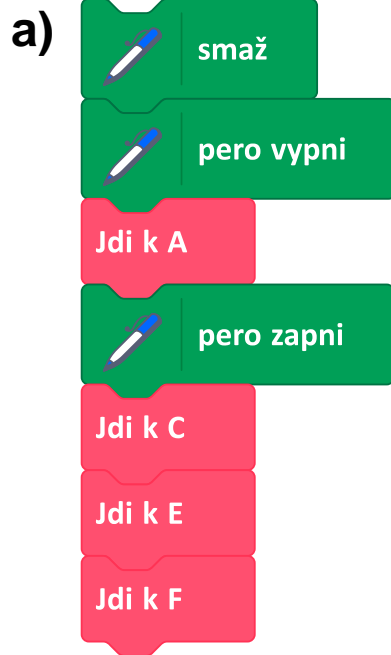 a)
smaž
pero vypni
Jdi k A
pero zapni
Jdi k C
Jdi k E
Jdi k F